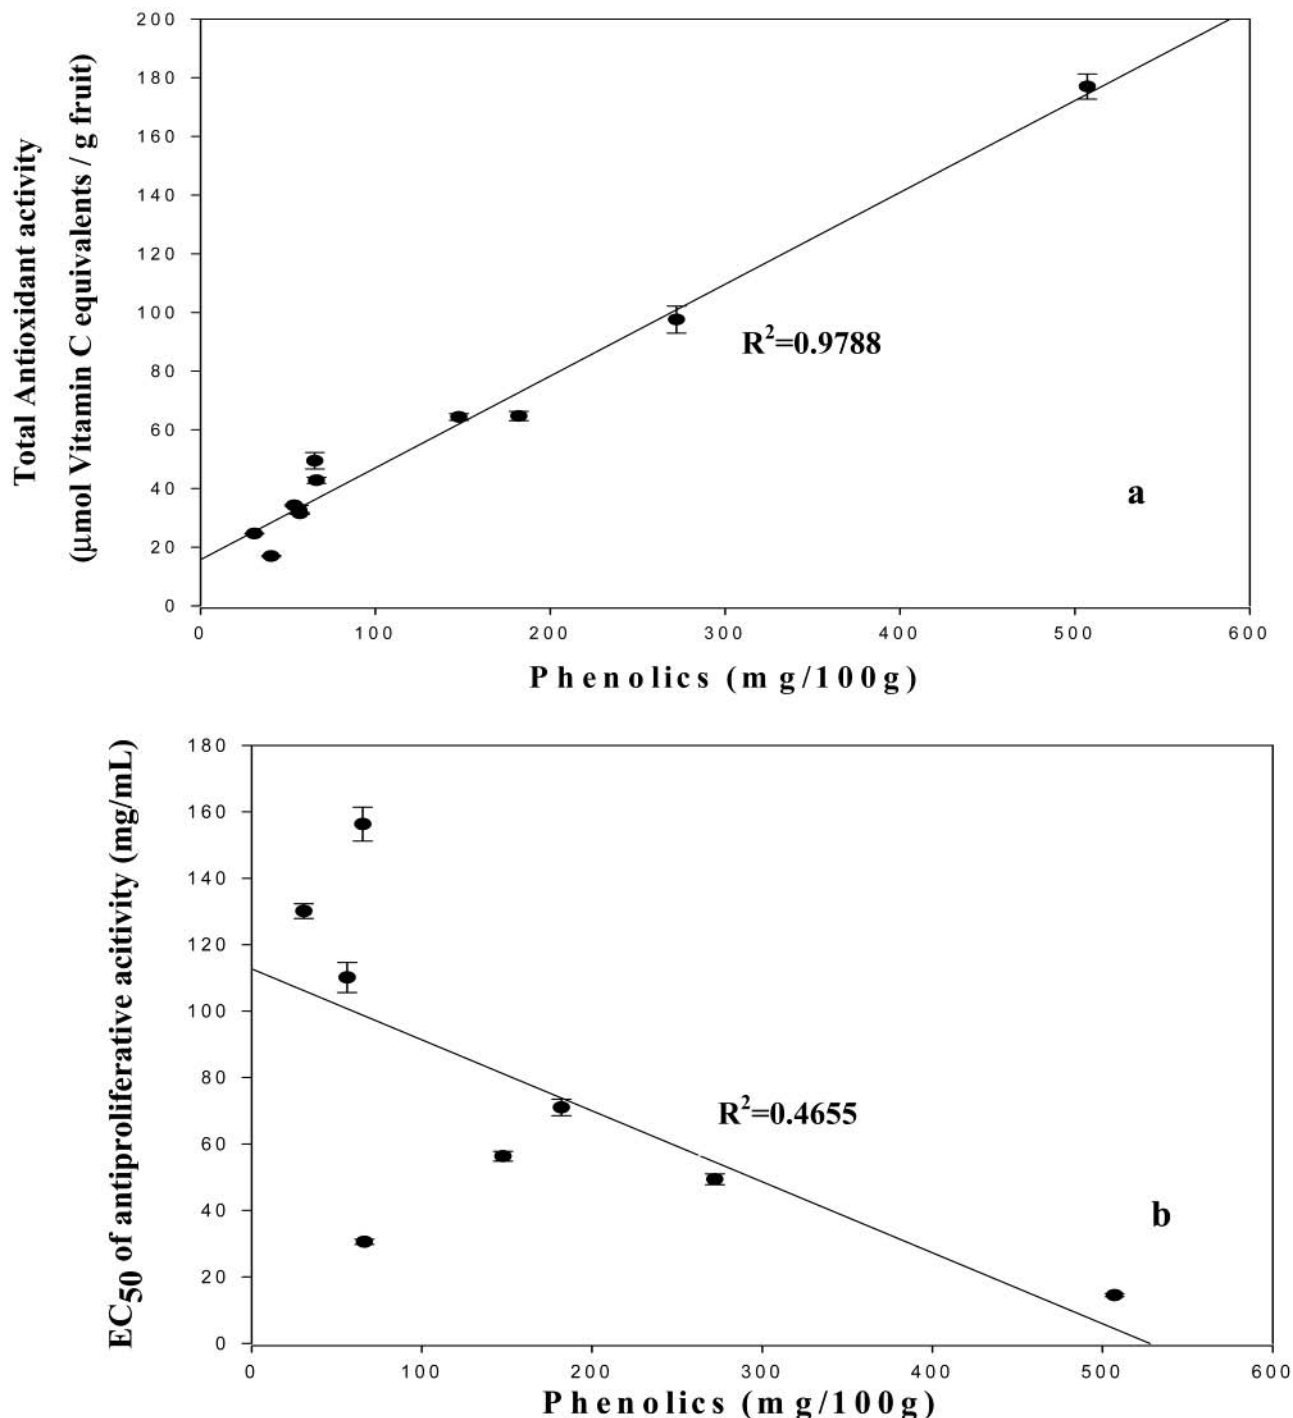 Total Antioxidant activity
(μmol Vitamin C equivalents / g fruit)
200
180
160
140
120
100
80
60
40
20
0
R²=0.9788
a
0 100 200 300 400 500 600
Phenolics (mg/100g)
EC50 of antiproliferative acitivity (mg/mL)
180
160
140
120
100
80
60
40
20
0
R²=0.4655
b
0 100 200 300 400 500 600
Phenolics (mg/100g)